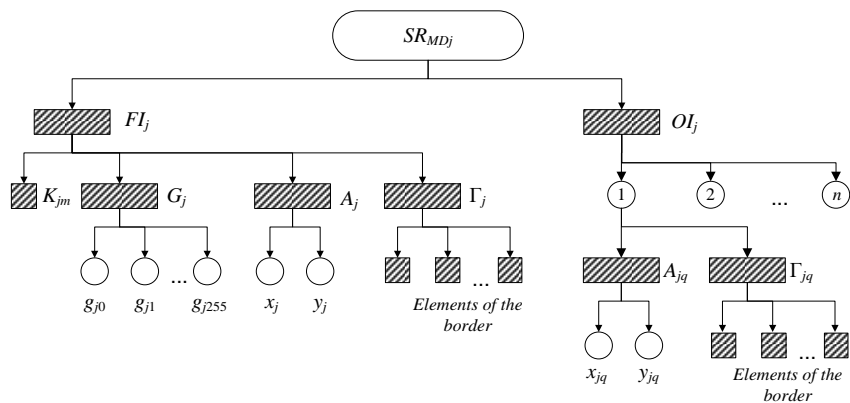 SR_MDj
FI_j
OI_j
K_jm
G_j
A_j
Γ_j
1
2
...
n
...
...
g_j0
g_j1
g_j255
x_j
y_j
Elements of the
border
A_jq
Γ_jq
...
x_jq
y_jq
Elements of the
border